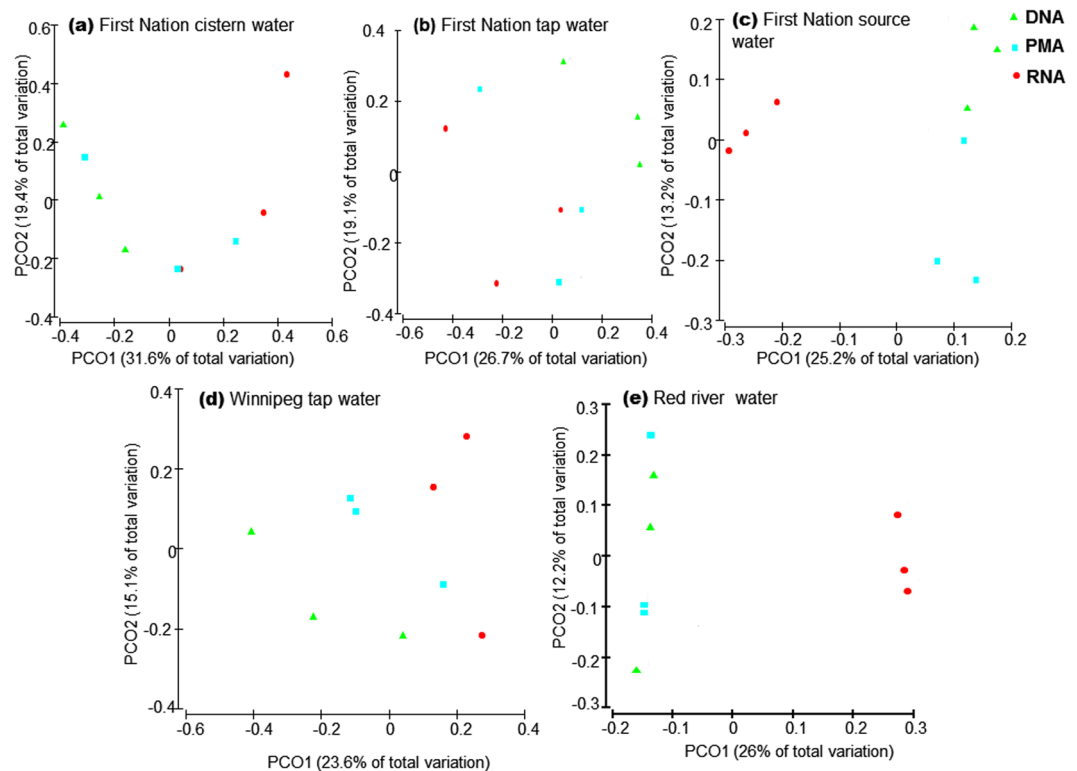 (a) First Nation cistern water
0.6
0.4
0.2
0
-0.2
-0.4
PCO2 (19.4% of total variation)
-0.4 -0.2 0 0.2 0.4 0.6
PCO1 (31.6% of total variation)
(b) First Nation tap water
0.4
0.2
0
-0.2
-0.4
PCO2 (19.1% of total variation)
-0.6 -0.4 -0.2 0 0.2 0.4
PCO1 (26.7% of total variation)
(c) First Nation source
water
0.2
0.1
0
-0.1
-0.2
-0.3
PCO2 (13.2% of total variation)
-0.3 -0.2 -0.1 0 0.1 0.2
PCO1 (25.2% of total variation)
DNA
PMA
RNA
(d) Winnipeg tap water
0.4
0.2
0
-0.2
-0.4
PCO2 (15.1% of total variation)
-0.6 -0.4 -0.2 0 0.2 0.4
PCO1 (23.6% of total variation)
(e) Red river water
0.3
0.2
0.1
0
-0.1
-0.2
-0.3
PCO2 (12.2% of total variation)
-0.2 -0.1 0 0.1 0.2 0.3
PCO1 (26% of total variation)